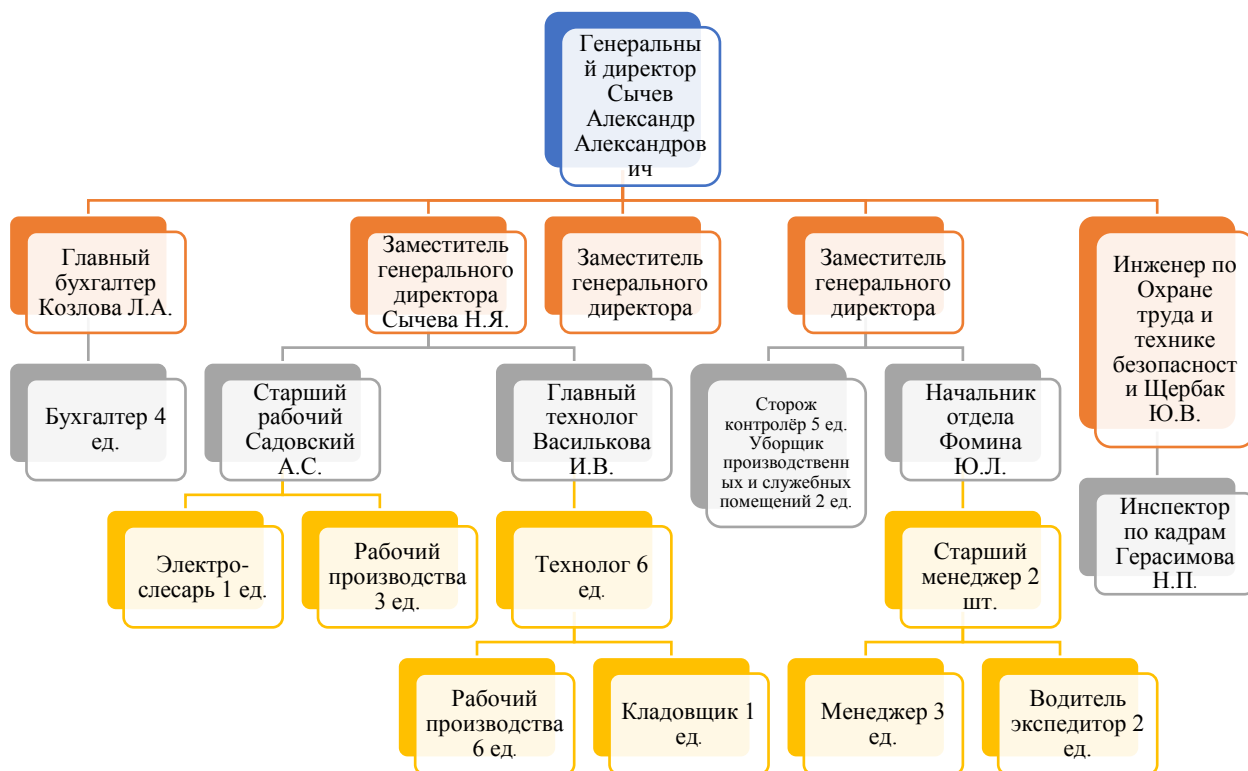 Генеральны
й директор
Сычев
Александр
Александров
ич
Главный
бухгалтер
Козлова Л.А.
Заместитель
генерального
директора
Сычева Н.Я.
Заместитель
генерального
директора
Заместитель
генерального
директора
Инженер по
Охране
труда и
технике
безопасност
и Щербак
Ю.В.
Бухгалтер 4
ед.
Старший
рабочий
Садовский
А.С.
Главный
технолог
Василькова
И.В.
Сторож
контролёр 5 ед.
Уборщик
производственн
ых и служебных
помещений 2 ед.
Начальник
отдела
Фомина
Ю.Л.
Инспектор
по кадрам
Герасимова
Н.П.
Электро-
слесарь 1 ед.
Рабочий
производства
3 ед.
Технолог 6
ед.
Старший
менеджер 2
шт.
Рабочий
производства
6 ед.
Кладовщик 1
ед.
Менеджер 3
ед.
Водитель
экспедитор 2
ед.